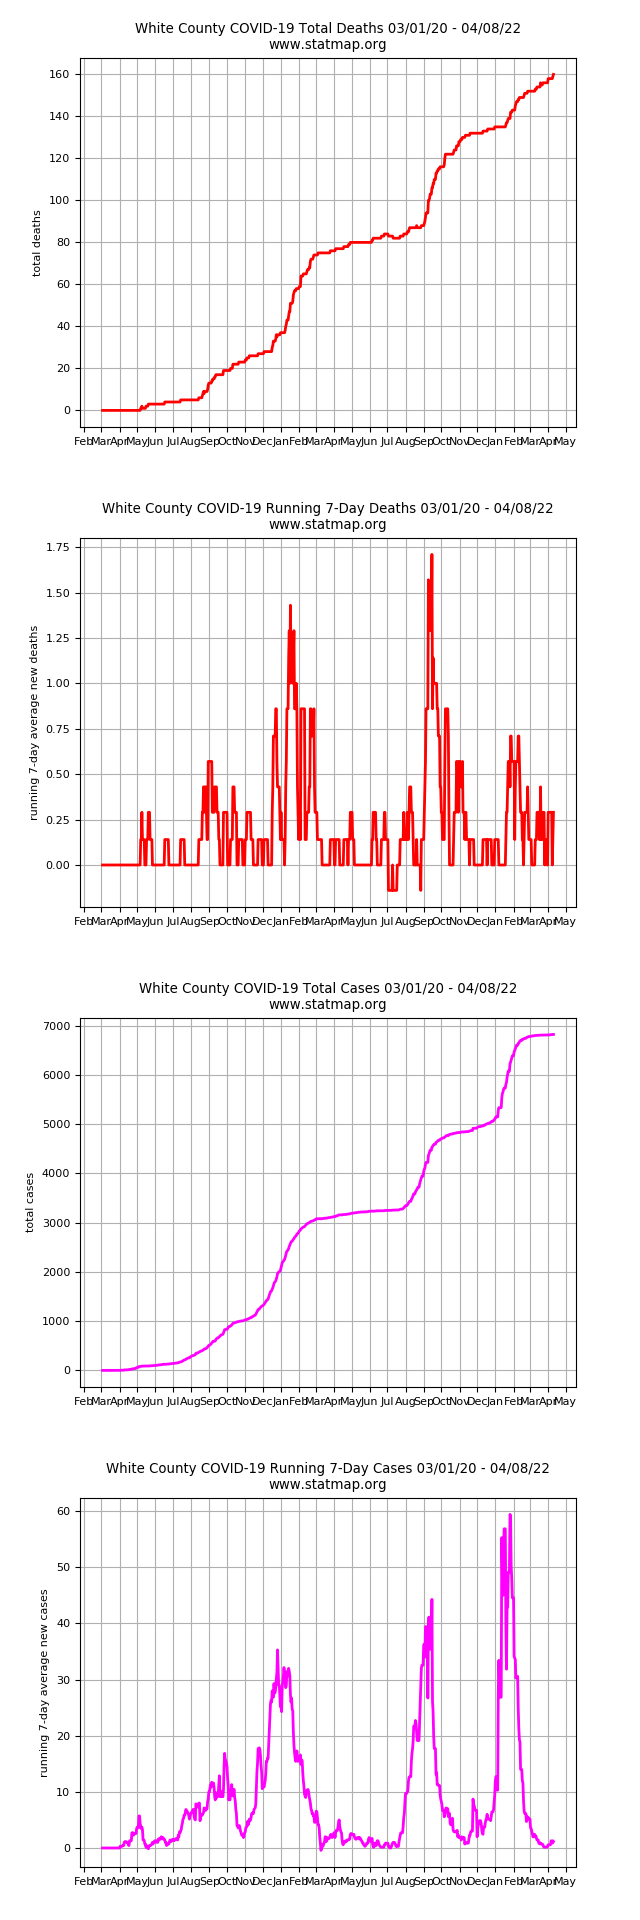 White County COVID-19 Total Deaths 03/01/20 - 04/08/22
www.statmap.org
160
140
120
100
80
60
40
20
0
total deaths
Feb Mar Apr May Jun Jul Aug Sep Oct Nov Dec Jan Feb Mar Apr May Jun Jul Aug Sep Oct Nov Dec Jan Feb Mar Apr May
White County COVID-19 Running 7-Day Deaths 03/01/20 - 04/08/22
www.statmap.org
1.75
1.50
1.25
1.00
0.75
0.50
0.25
0.00
running 7-day average new deaths
Feb Mar Apr May Jun Jul Aug Sep Oct Nov Dec Jan Feb Mar Apr May Jun Jul Aug Sep Oct Nov Dec Jan Feb Mar Apr May
White County COVID-19 Total Cases 03/01/20 - 04/08/22
www.statmap.org
7000
6000
5000
4000
3000
2000
1000
0
total cases
Feb Mar Apr May Jun Jul Aug Sep Oct Nov Dec Jan Feb Mar Apr May Jun Jul Aug Sep Oct Nov Dec Jan Feb Mar Apr May
White County COVID-19 Running 7-Day Cases 03/01/20 - 04/08/22
www.statmap.org
60
50
40
30
20
10
0
running 7-day average new cases
Feb Mar Apr May Jun Jul Aug Sep Oct Nov Dec Jan Feb Mar Apr May Jun Jul Aug Sep Oct Nov Dec Jan Feb Mar Apr May